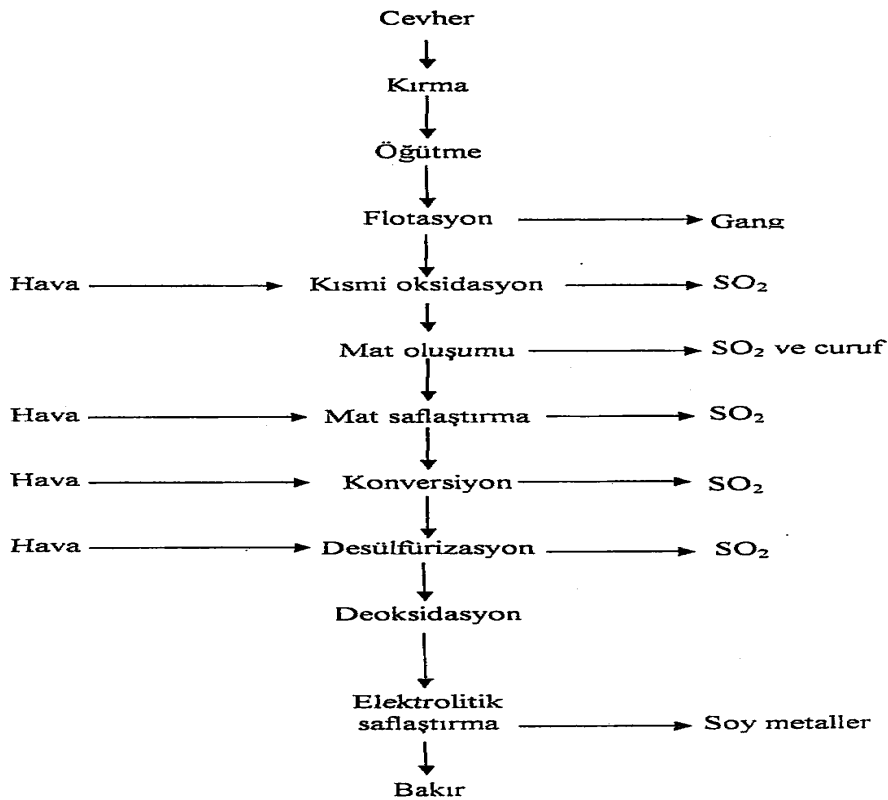 Cevher
Kırma
Öğütme
Flotasyon Gang
Hava Kısmi oksidasyon SO₂
Mat oluşumu SO₂ ve curuf
Hava Mat saflaştırma SO₂
Hava Konversiyon SO₂
Hava Desülfürizasyon SO₂
Deoksidasyon
Elektrolitik
saflaştırma Soy metaller
Bakır